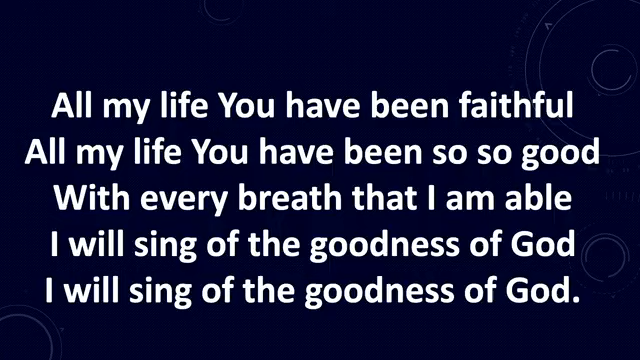 All my life You have been faithful
All my life You have been so so good
With every breath that I am able
I will sing of the goodness of God
I will sing of the goodness of God.